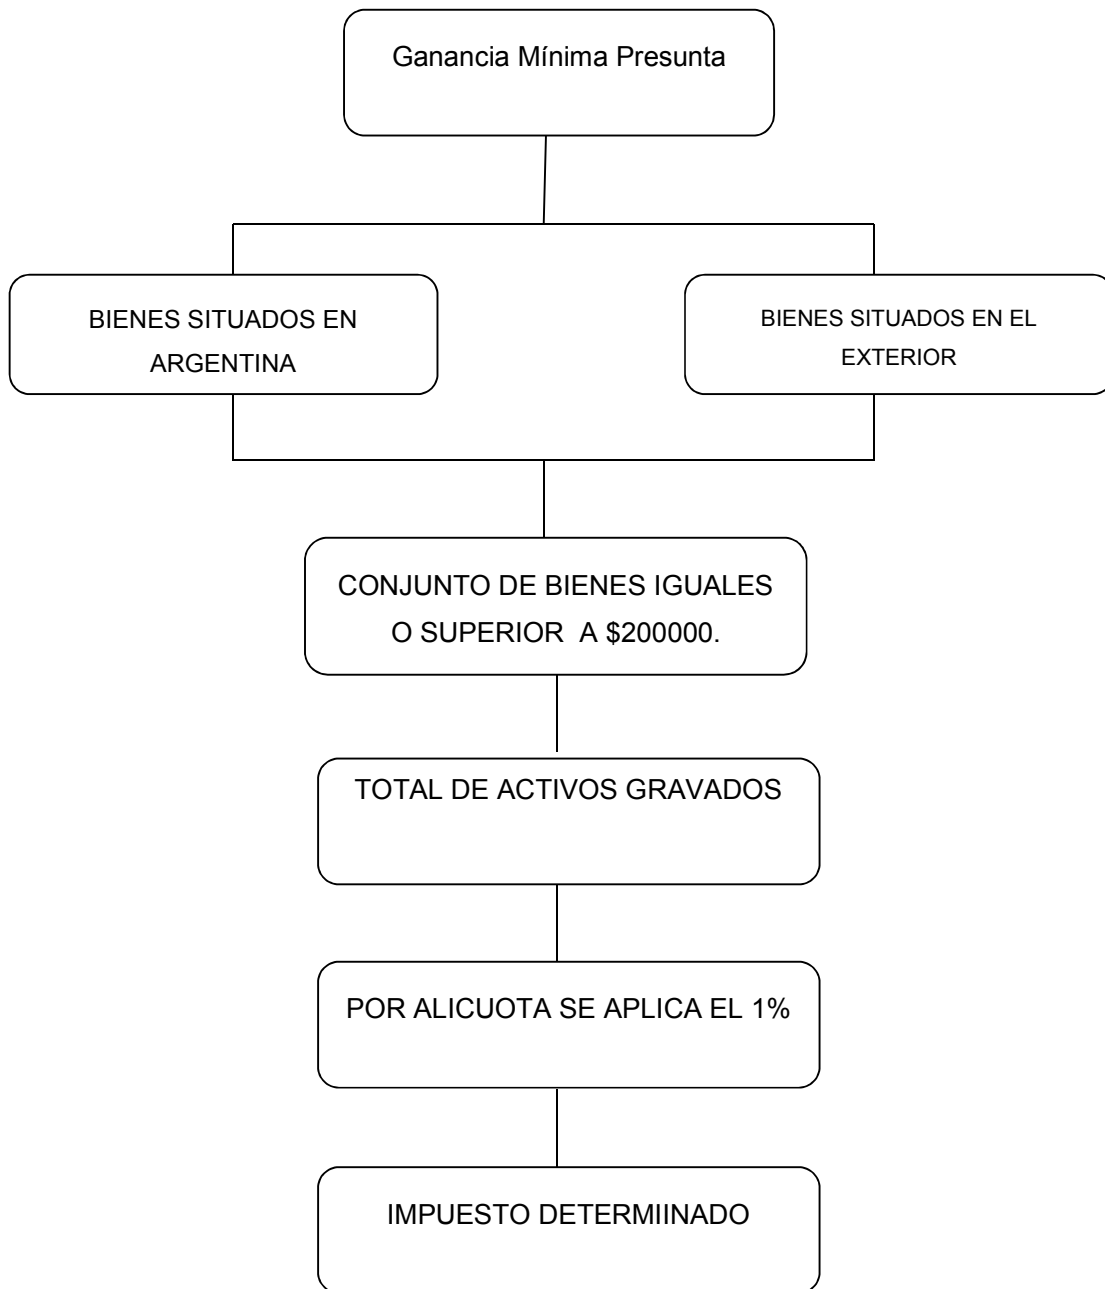 Ganancia Mínima Presunta
BIENES SITUADOS EN
ARGENTINA
BIENES SITUADOS EN EL
EXTERIOR
CONJUNTO DE BIENES IGUALES
O SUPERIOR A $200000.
TOTAL DE ACTIVOS GRAVADOS
POR ALICUOTA SE APLICA EL 1%
IMPUESTO DETERMIINADO